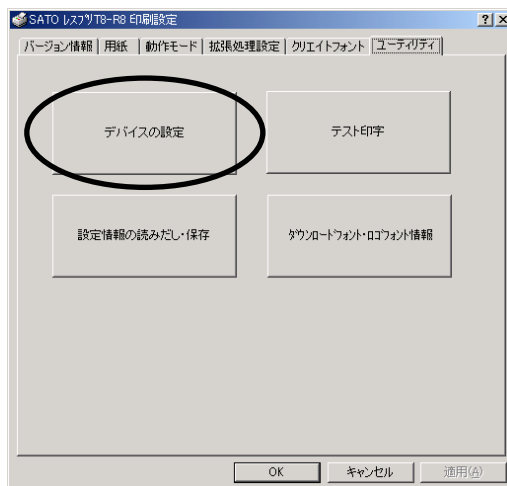 SATO ﾚｽﾌﾟﾘT8-R8 印刷設定
バージョン情報 用紙 動作モード 拡張処理設定 クリエイトフォント ユーティリティ
デバイスの設定 テスト印字
設定情報の読みだし・保存 ﾀﾞｳﾝﾛｰﾄﾞﾌｫﾝﾄ･ﾛｺﾞﾌｫﾝﾄ情報
OK キャンセル 適用(A)